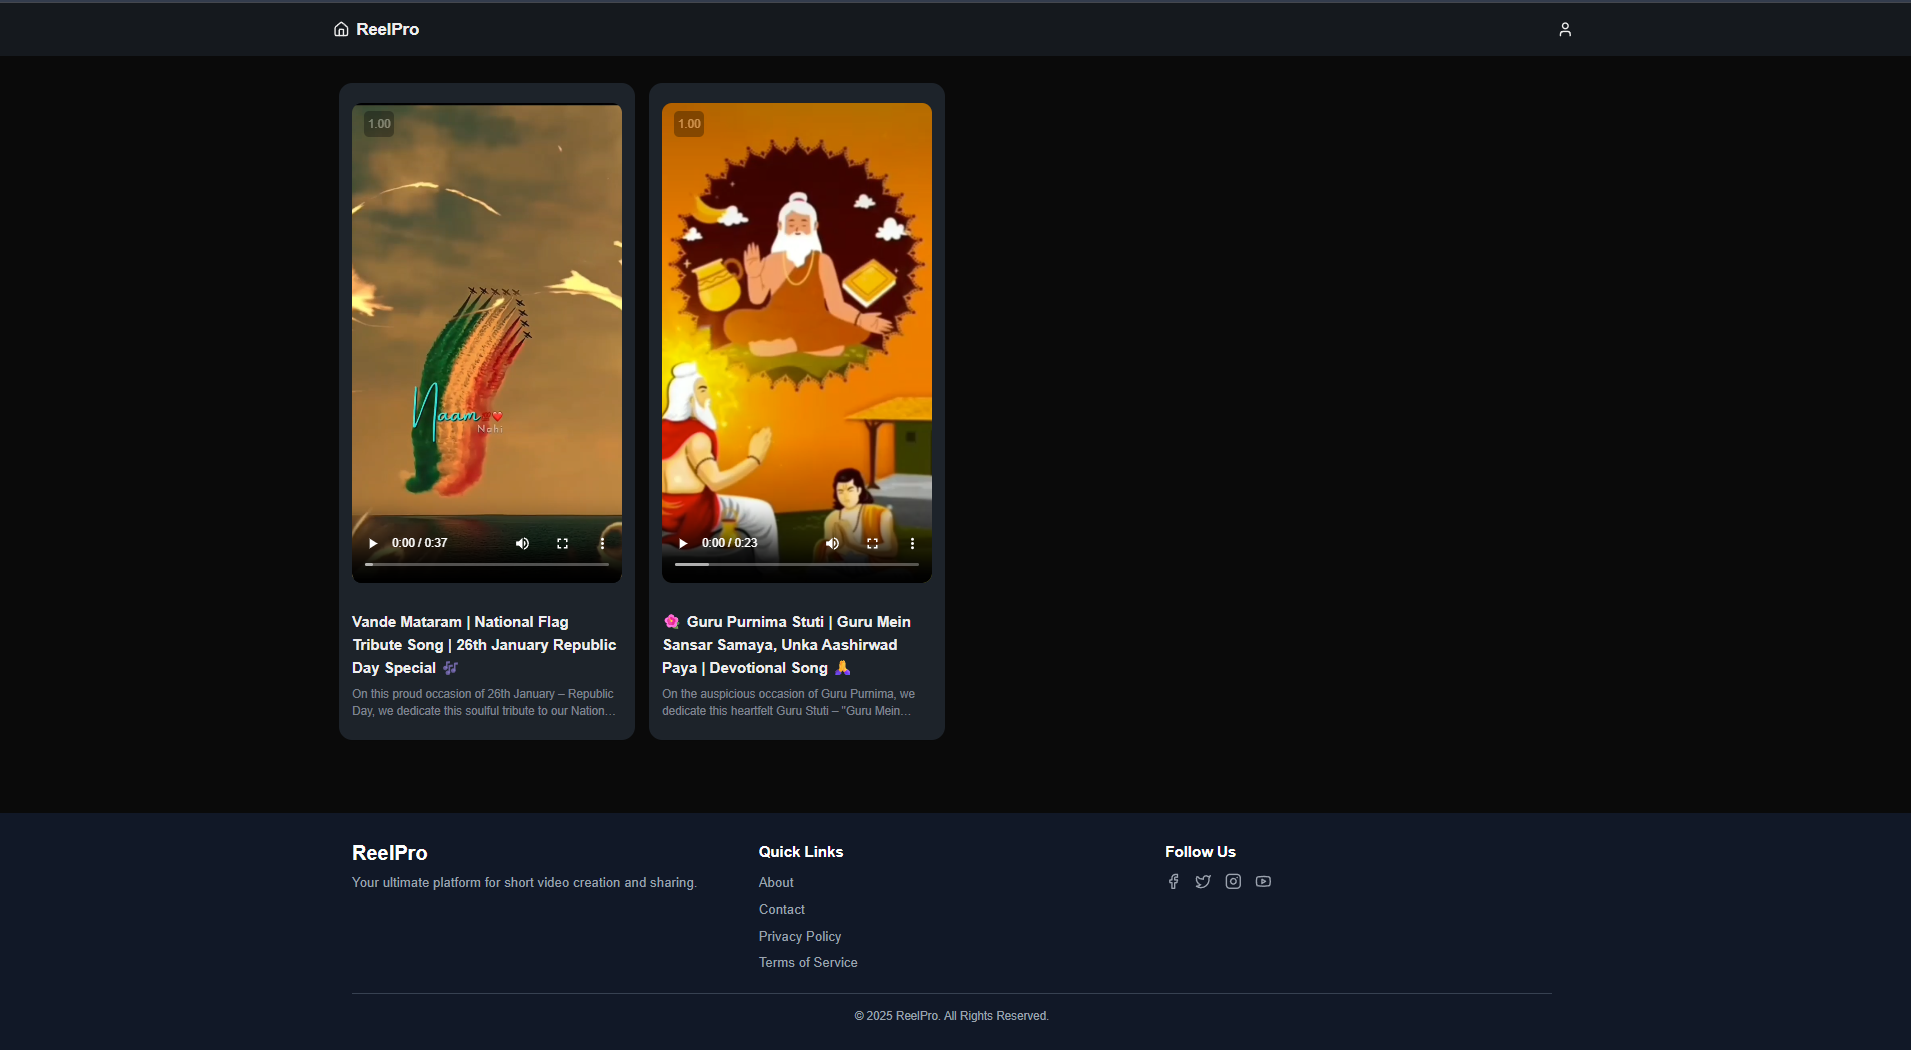 ReelPro
1.00
Naam
Nahi
0:00 / 0:37
Vande Mataram | National Flag
Tribute Song | 26th January Republic
Day Special 🎶
On this proud occasion of 26th January – Republic
Day, we dedicate this soulful tribute to our Nation...
1.00
0:00 / 0:23
🌺 Guru Purnima Stuti | Guru Mein
Sansar Samaya, Unka Aashirwad
Paya | Devotional Song 🙏
On the auspicious occasion of Guru Purnima, we
dedicate this heartfelt Guru Stuti – "Guru Mein...
ReelPro
Your ultimate platform for short video creation and sharing.
Quick Links
About
Contact
Privacy Policy
Terms of Service
Follow Us
© 2025 ReelPro. All Rights Reserved.